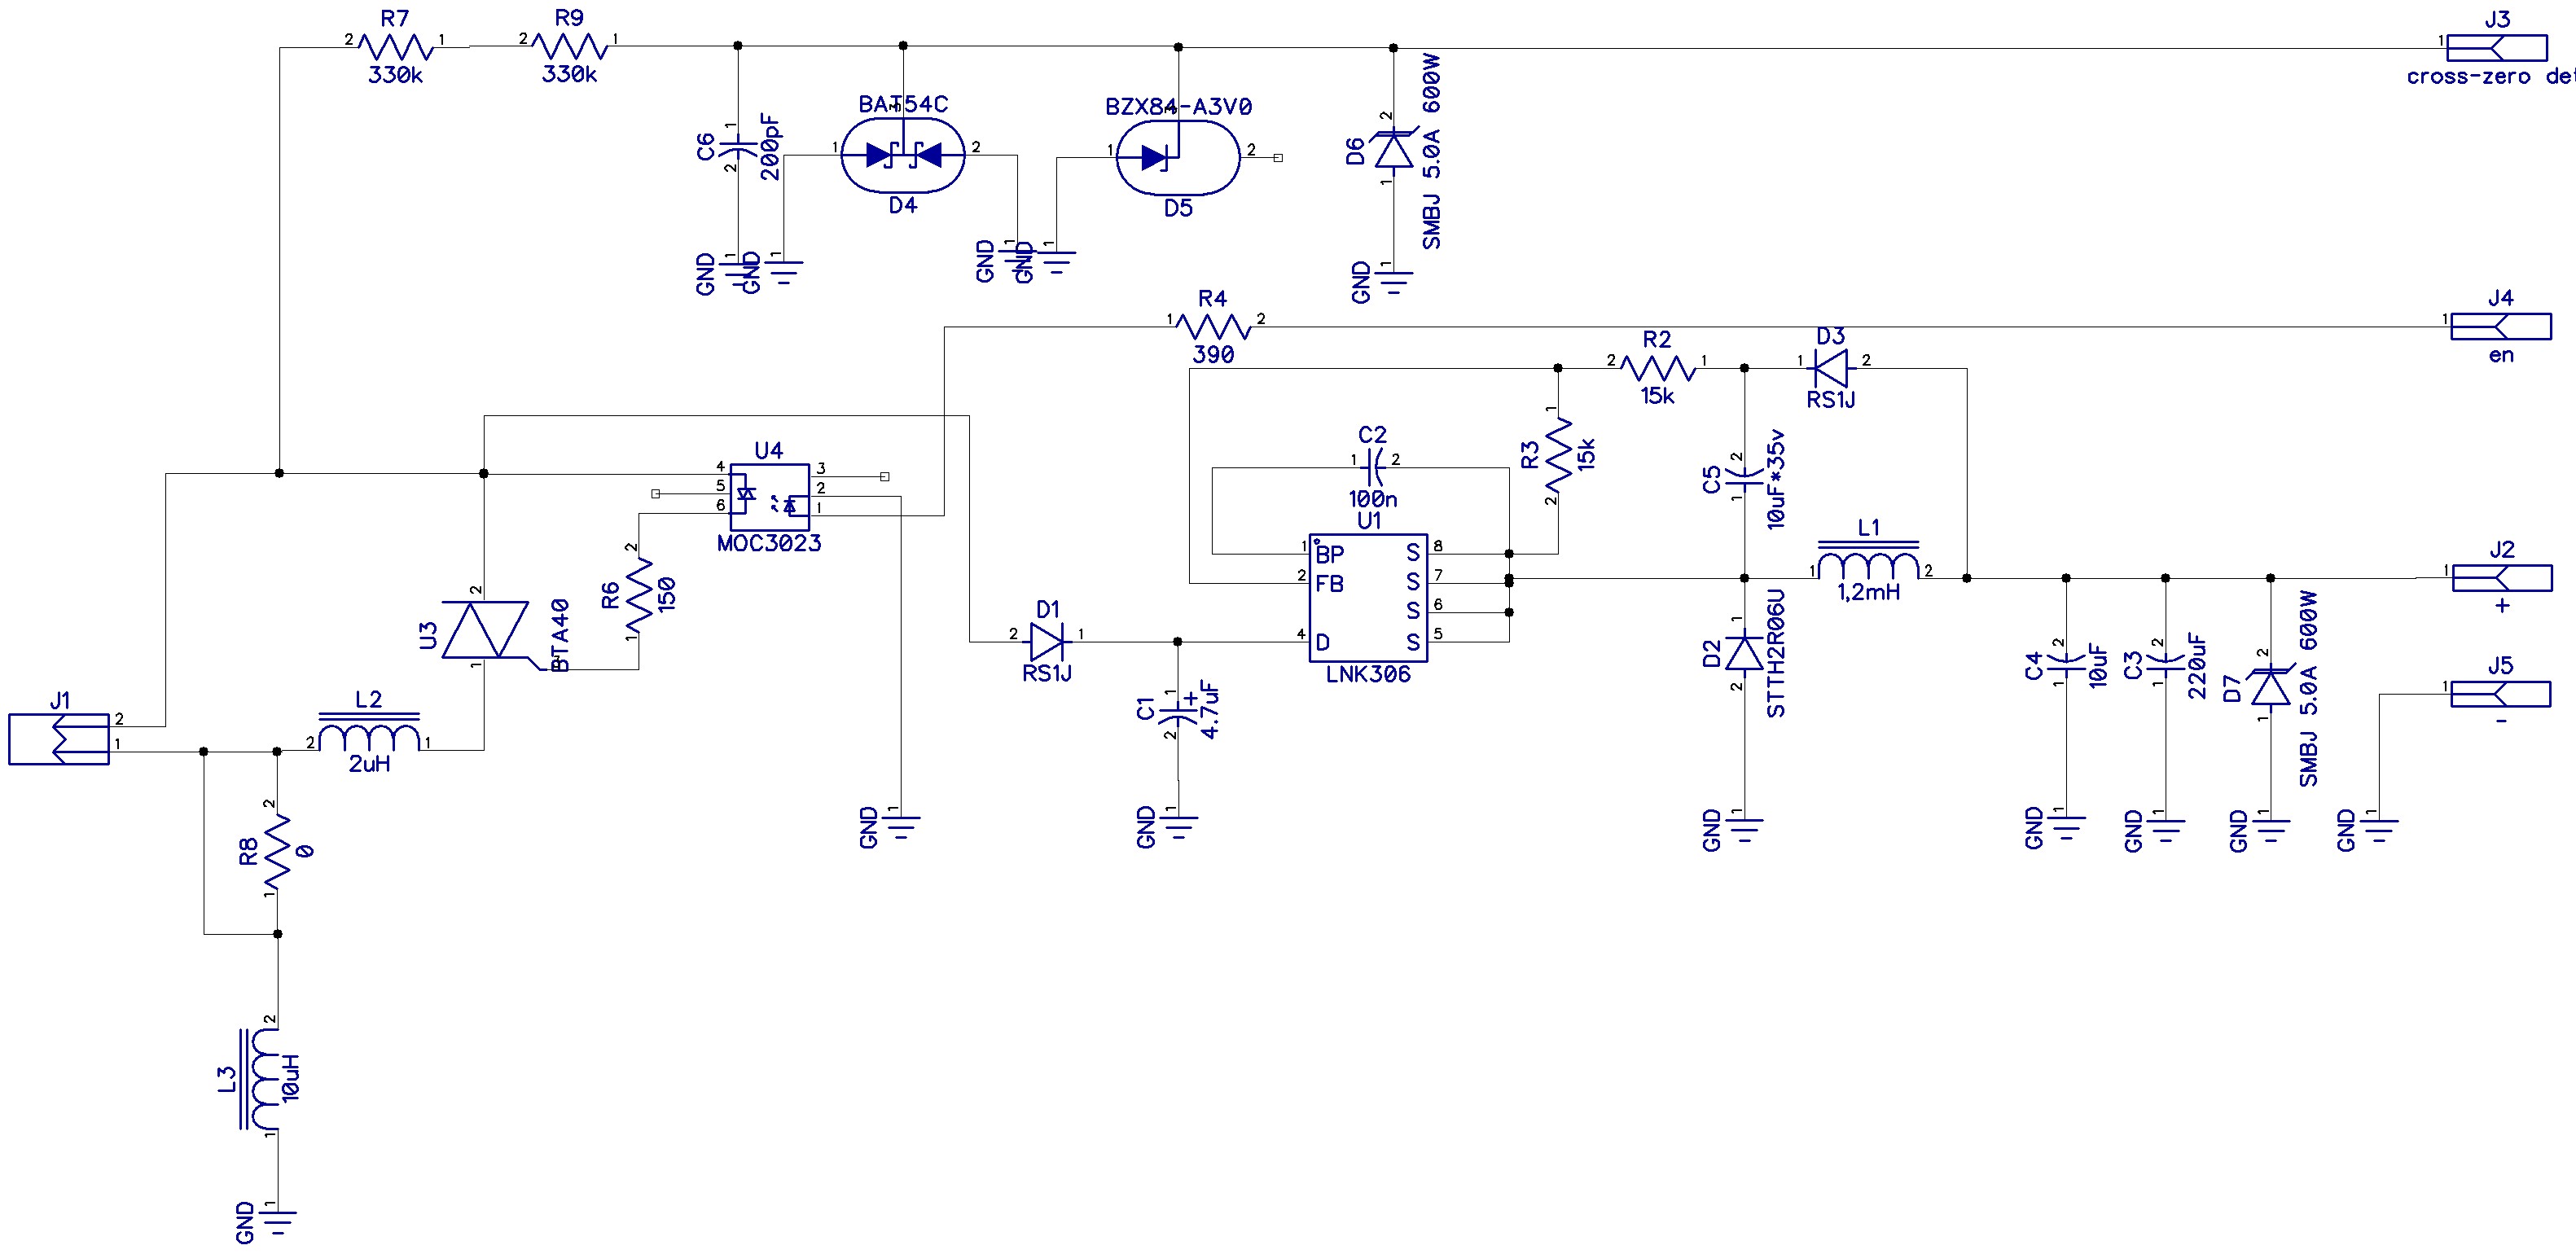 R7
2
1
330k
R9
2
1
330k
J3
1
cross-zero det
C6
200pF
1
2
GND
1
BAT54C
3
1
2
D4
GND
1
GND
1
BZX84-A3V0
1
2
D5
GND
1
D6
SMBJ 5.0A 600W
2
1
GND
1
R4
1
2
390
J4
1
en
R2
2
1
15k
D3
1
2
RS1J
R3
15k
1
2
C5
10uF*35v
2
1
C2
1
2
100n
U1
1
BP
2
FB
4
D
S
8
S
7
S
6
S
5
LNK306
U4
4
5
6
3
2
1
MOC3023
R6
150
2
1
U3
BTA40
2
1
3
D1
2
1
RS1J
C1
4.7uF
+
1
2
GND
1
GND
1
D2
STTH2R06U
1
2
GND
1
L1
1
2
1,2mH
J2
1
+
C4
10uF
2
1
GND
1
C3
220uF
2
1
GND
1
D7
SMBJ 5.0A 600W
2
1
GND
1
J5
1
-
GND
1
J1
2
1
L2
2
1
2uH
R8
0
2
1
L3
10uH
2
1
GND
1